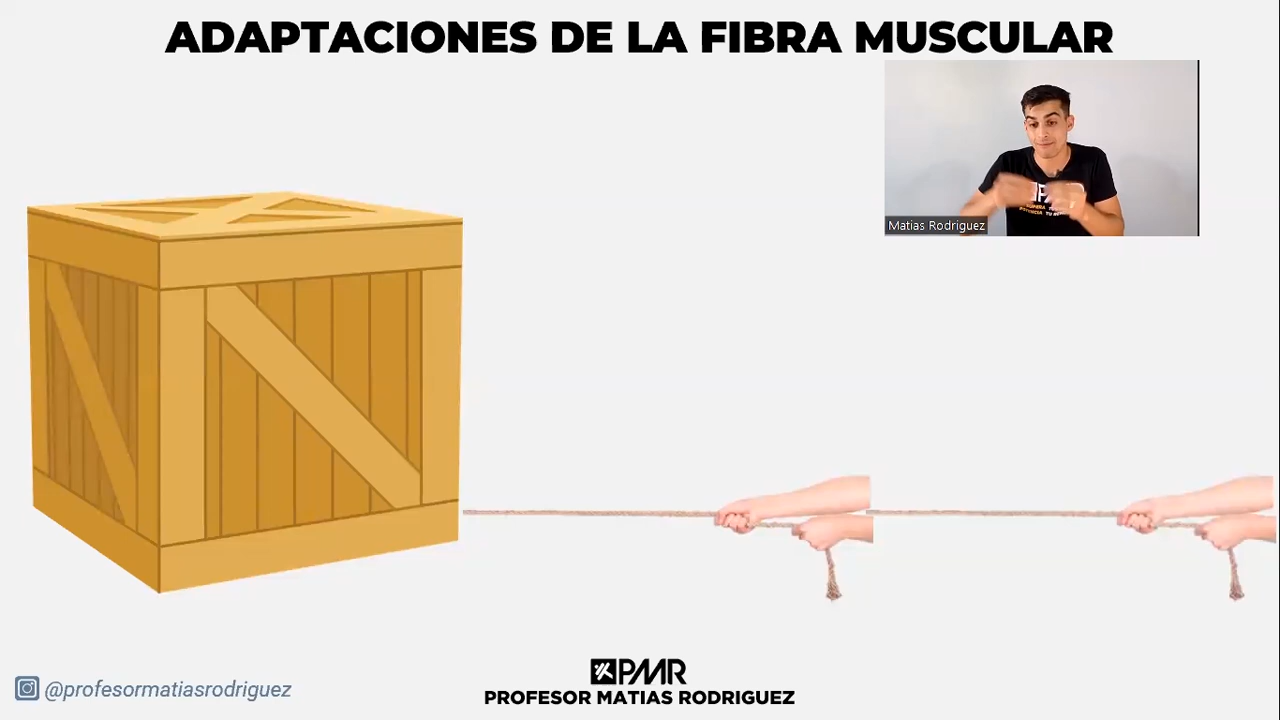 ADAPTACIONES DE LA FIBRA MUSCULAR
Matias Rodriguez
@profesormatiasrodriguez
PMR
PROFESOR MATIAS RODRIGUEZ